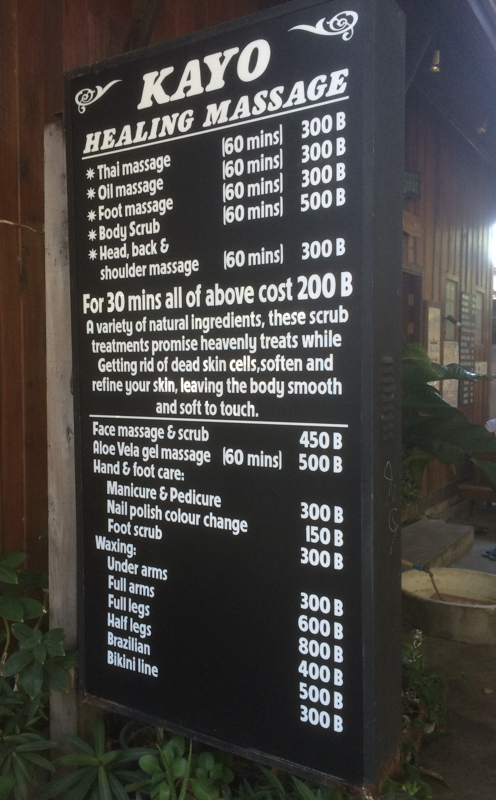 KAYO
HEALING MASSAGE
* Thai massage (60 mins) 300 B
* Oil massage (60 mins) 300 B
* Foot massage (60 mins) 300 B
* Body Scrub (60 mins) 500 B
* Head, back &
shoulder massage (60 mins) 300 B
For 30 mins all of above cost 200 B
A variety of natural ingredients, these scrub
treatments promise heavenly treats while
Getting rid of dead skin cells,soften and
refine your skin, leaving the body smooth
and soft to touch.
Face massage & scrub 450 B
Aloe Vela gel massage (60 mins) 500 B
Hand & foot care:
Manicure & Pedicure 300 B
Nail polish colour change 150 B
Foot scrub 300 B
Waxing:
Under arms 300 B
Full arms 600 B
Full legs 800 B
Half legs 400 B
Brazilian 500 B
Bikini line 300 B